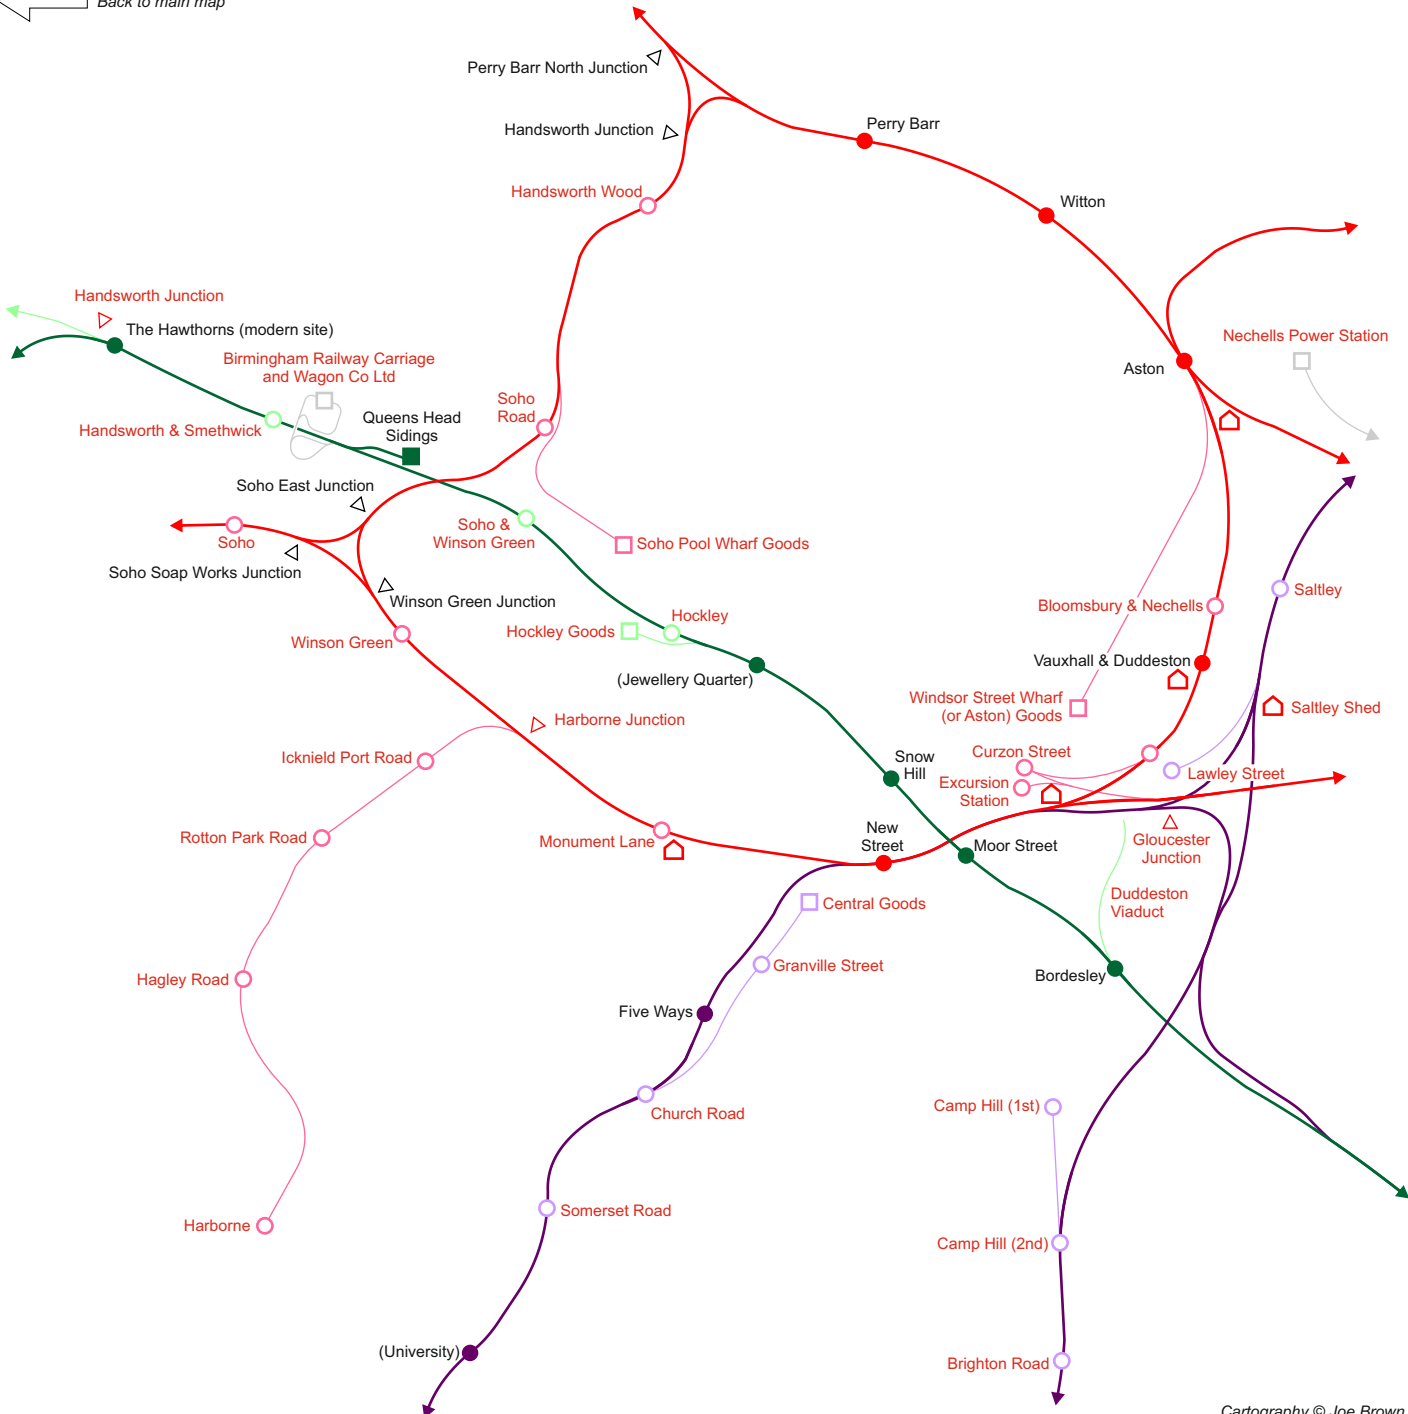 Back to main map
Perry Barr North Junction
Handsworth Junction
Perry Barr
Handsworth Wood
Witton
Handsworth Junction
The Hawthorns (modern site)
Birmingham Railway Carriage
and Wagon Co Ltd
Nechells Power Station
Aston
Soho
Road
Queens Head
Sidings
Handsworth & Smethwick
Soho East Junction
Soho
Soho &
Winson Green
Soho Pool Wharf Goods
Soho Soap Works Junction
Winson Green Junction
Saltley
Bloomsbury & Nechells
Hockley
Hockley Goods
Winson Green
Vauxhall & Duddeston
(Jewellery Quarter)
Windsor Street Wharf
(or Aston) Goods
Saltley Shed
Harborne Junction
Icknield Port Road
Curzon Street
Snow
Hill
Lawley Street
Excursion
Station
Rotton Park Road
Monument Lane
New
Street
Moor Street
Gloucester
Junction
Duddeston
Viaduct
Central Goods
Granville Street
Hagley Road
Bordesley
Five Ways
Church Road
Camp Hill (1st)
Somerset Road
Harborne
Camp Hill (2nd)
(University)
Brighton Road
Cartography © Joe Brown